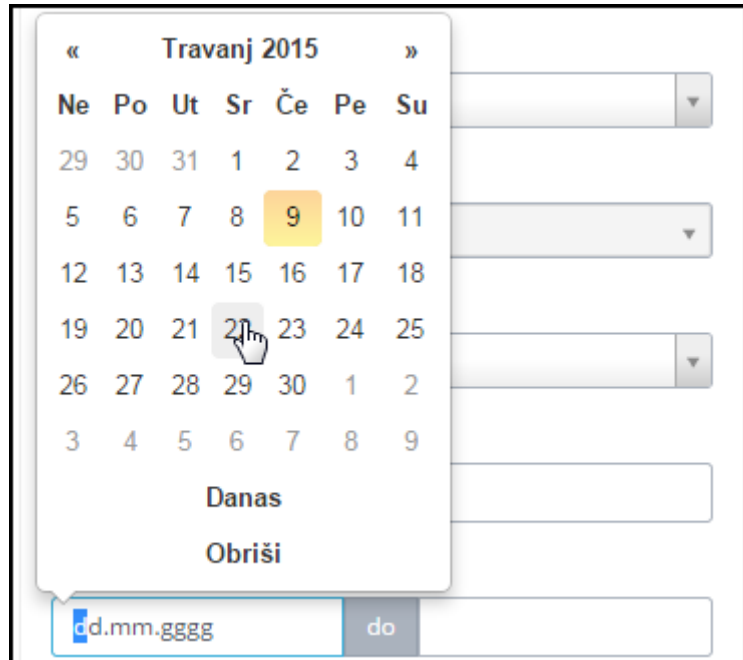 « Travanj 2015 »
Ne Po Ut Sr Če Pe Su
29 30 31 1 2 3 4
5 6 7 8 9 10 11
12 13 14 15 16 17 18
19 20 21 22 23 24 25
26 27 28 29 30 1 2
3 4 5 6 7 8 9
Danas
Obriši
dd.mm.gggg do